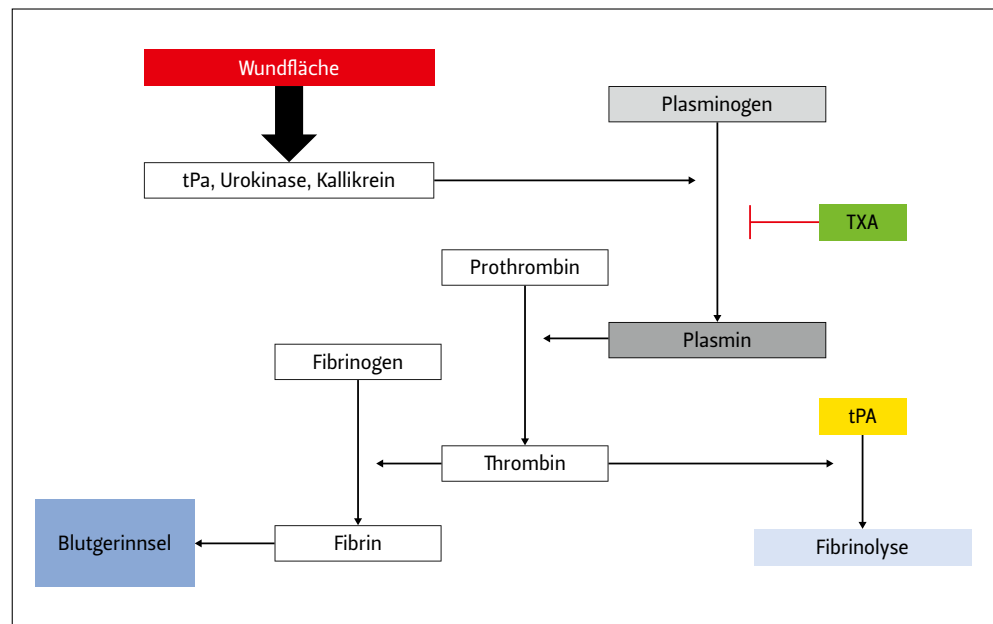 Wundfläche
Plasminogen
tPa, Urokinase, Kallikrein
TXA
Prothrombin
Plasmin
Fibrinogen
tPA
Thrombin
Blutgerinnsel
Fibrin
Fibrinolyse